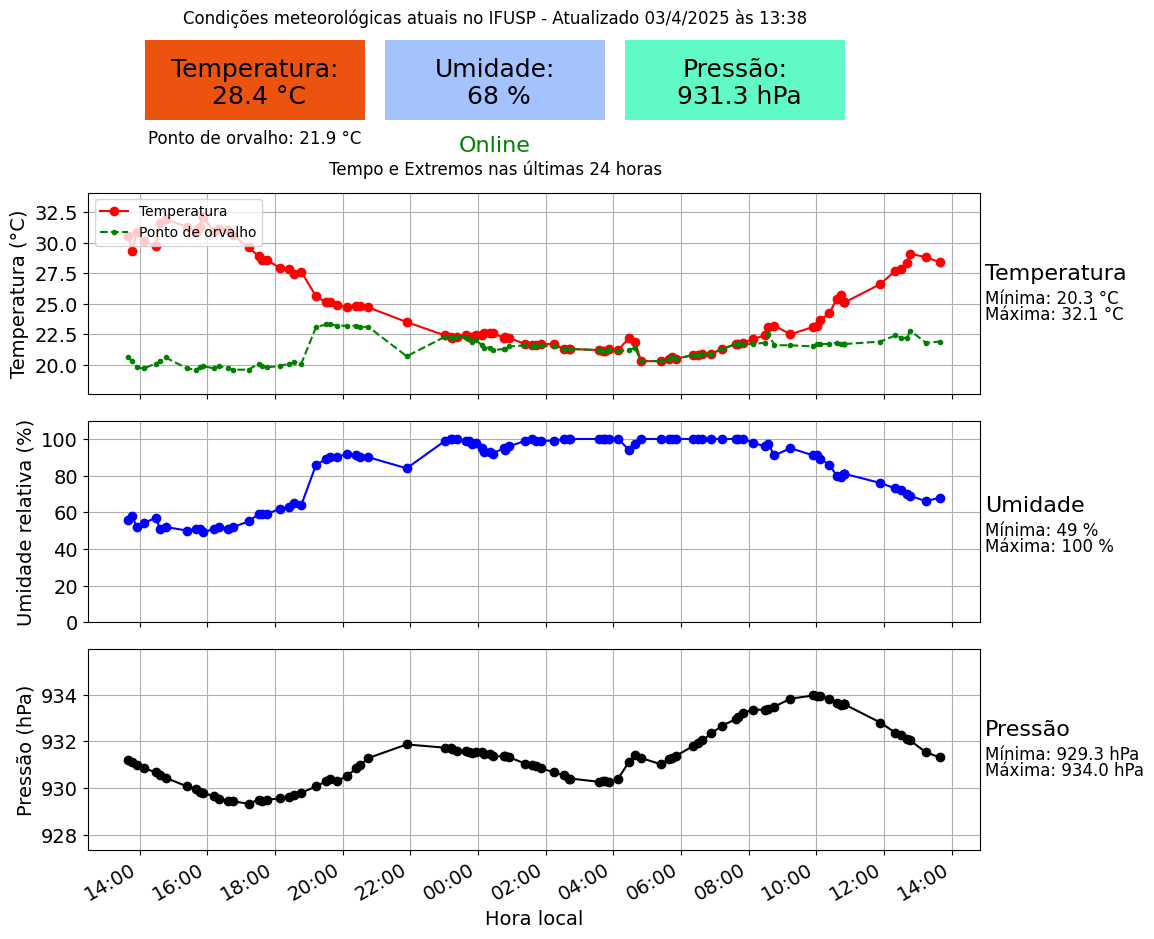 Condições meteorológicas atuais no IFUSP - Atualizado 03/4/2025 às 13:38
Temperatura:
28.4 °C
Umidade:
68 %
Pressão:
931.3 hPa
Ponto de orvalho: 21.9 °C
Online
Tempo e Extremos nas últimas 24 horas
Temperatura (°C)
32.5
30.0
27.5
25.0
22.5
20.0
Temperatura
Ponto de orvalho
Temperatura
Mínima: 20.3 °C
Máxima: 32.1 °C
Umidade relativa (%)
100
80
60
40
20
0
Umidade
Mínima: 49 %
Máxima: 100 %
Pressão (hPa)
934
932
930
928
Pressão
Mínima: 929.3 hPa
Máxima: 934.0 hPa
14:00 16:00 18:00 20:00 22:00 00:00 02:00 04:00 06:00 08:00 10:00 12:00 14:00
Hora local